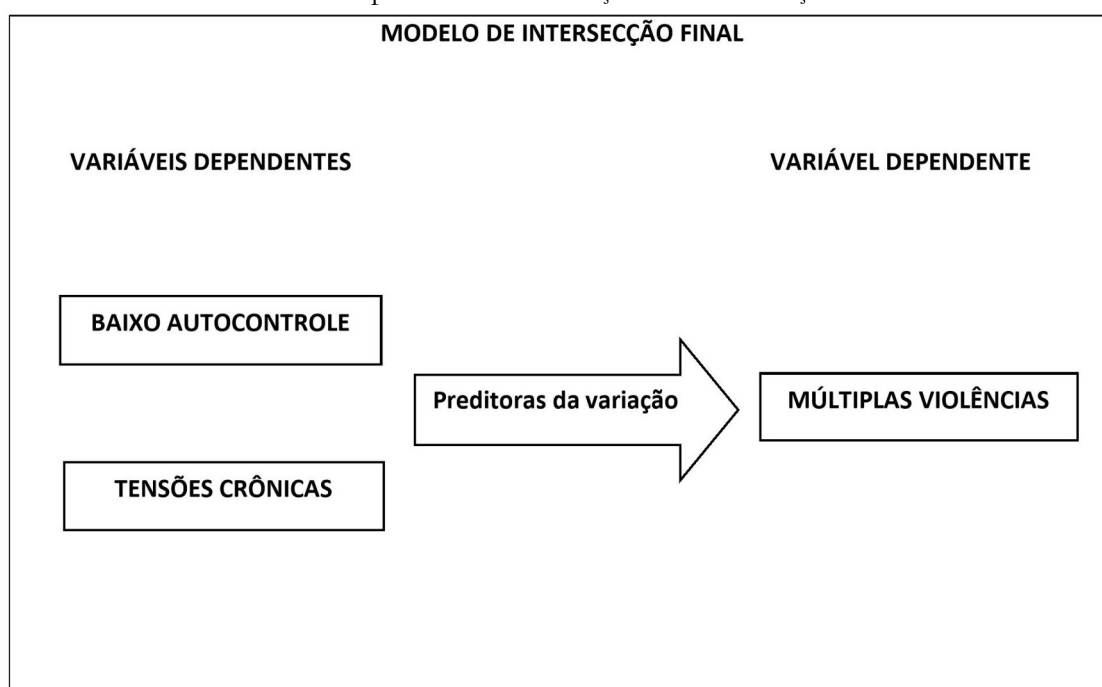 MODELO DE INTERSECÇÃO FINAL
VARIÁVEIS DEPENDENTES
VARIÁVEL DEPENDENTE
BAIXO AUTOCONTROLE
Preditoras da variação
MÚLTIPLAS VIOLÊNCIAS
TENSÕES CRÔNICAS